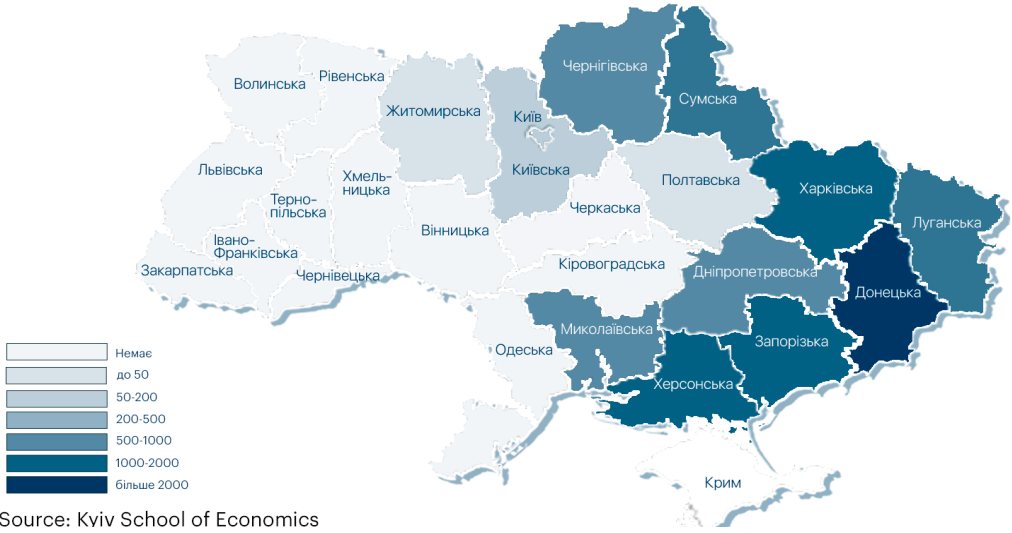 Чернігівська
Сумська
Волинська
Рівенська
Житомирська
Київ
Київська
Львівська
Терно-
пільська
Хмель-
ницька
Полтавська
Харківська
Луганська
Черкаська
Вінницька
Івано-
Франківська
Закарпатська
Чернівецька
Кіровоградська
Дніпропетровська
Донецька
Миколаївська
Одеська
Запорізька
Херсонська
Крим
Немає
до 50
50-200
200-500
500-1000
1000-2000
більше 2000
Source: Kyiv School of Economics